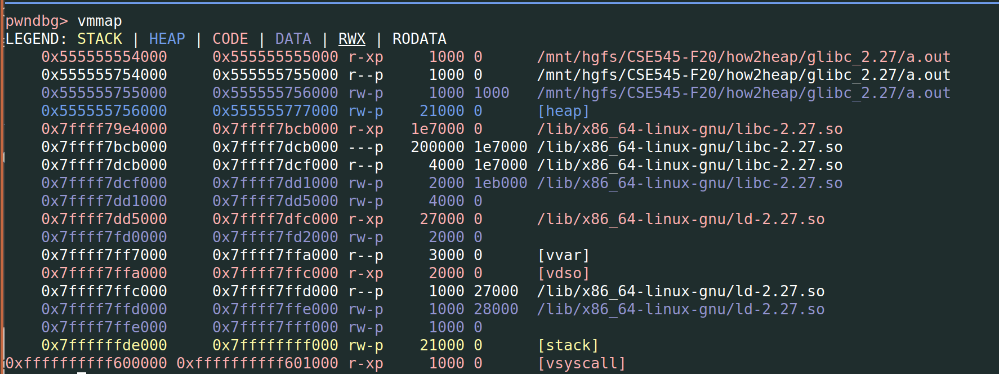 pwndbg> vmmap
LEGEND: STACK | HEAP | CODE | DATA | RWX | RODATA
0x555555554000 0x555555555000 r-xp 1000 0 /mnt/hgfs/CSE545-F20/how2heap/glibc_2.27/a.out
0x555555754000 0x555555755000 r--p 1000 0 /mnt/hgfs/CSE545-F20/how2heap/glibc_2.27/a.out
0x555555755000 0x555555756000 rw-p 1000 1000 /mnt/hgfs/CSE545-F20/how2heap/glibc_2.27/a.out
0x555555756000 0x555555777000 rw-p 21000 0 [heap]
0x7ffff79e4000 0x7ffff7bcb000 r-xp 1e7000 0 /lib/x86_64-linux-gnu/libc-2.27.so
0x7ffff7bcb000 0x7ffff7dcb000 ---p 200000 1e7000 /lib/x86_64-linux-gnu/libc-2.27.so
0x7ffff7dcb000 0x7ffff7dcf000 r--p 4000 1e7000 /lib/x86_64-linux-gnu/libc-2.27.so
0x7ffff7dcf000 0x7ffff7dd1000 rw-p 2000 1eb000 /lib/x86_64-linux-gnu/libc-2.27.so
0x7ffff7dd1000 0x7ffff7dd5000 rw-p 4000 0
0x7ffff7dd5000 0x7ffff7dfc000 r-xp 27000 0 /lib/x86_64-linux-gnu/ld-2.27.so
0x7ffff7fd0000 0x7ffff7fd2000 rw-p 2000 0
0x7ffff7ff7000 0x7ffff7ffa000 r--p 3000 0 [vvar]
0x7ffff7ffa000 0x7ffff7ffc000 r-xp 2000 0 [vdso]
0x7ffff7ffc000 0x7ffff7ffd000 r--p 1000 27000 /lib/x86_64-linux-gnu/ld-2.27.so
0x7ffff7ffd000 0x7ffff7ffe000 rw-p 1000 28000 /lib/x86_64-linux-gnu/ld-2.27.so
0x7ffff7ffe000 0x7ffff7fff000 rw-p 1000 0
0x7ffffffde000 0x7ffffffff000 rw-p 21000 0 [stack]
0xffffffffff600000 0xffffffffff601000 r-xp 1000 0 [vsyscall]